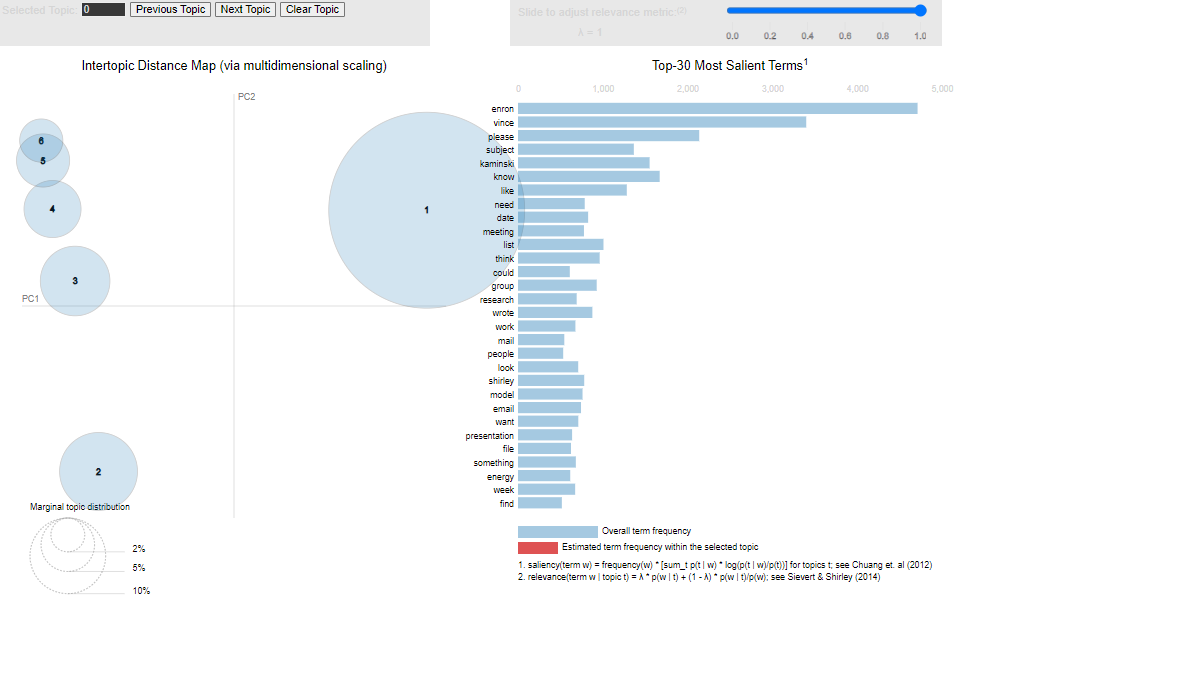 Selected Topic: 0 Previous Topic Next Topic Clear Topic
Slide to adjust relevance metric:(2)
λ = 1
0.0 0.2 0.4 0.6 0.8 1.0
Intertopic Distance Map (via multidimensional scaling)
PC2
PC1
6
5
4
3
1
2
Marginal topic distribution
2%
5%
10%
Top-30 Most Salient Terms1
0 1,000 2,000 3,000 4,000 5,000
enron
vince
please
subject
kaminski
know
like
need
date
meeting
list
think
could
group
research
wrote
work
mail
people
look
shirley
model
email
want
presentation
file
something
energy
week
find
Overall term frequency
Estimated term frequency within the selected topic
1. saliency(term w) = frequency(w) * [sum_t p(t | w) * log(p(t | w)/p(t))] for topics t; see Chuang et. al (2012)
2. relevance(term w | topic t) = λ * p(w | t) + (1 - λ) * p(w | t)/p(w); see Sievert & Shirley (2014)